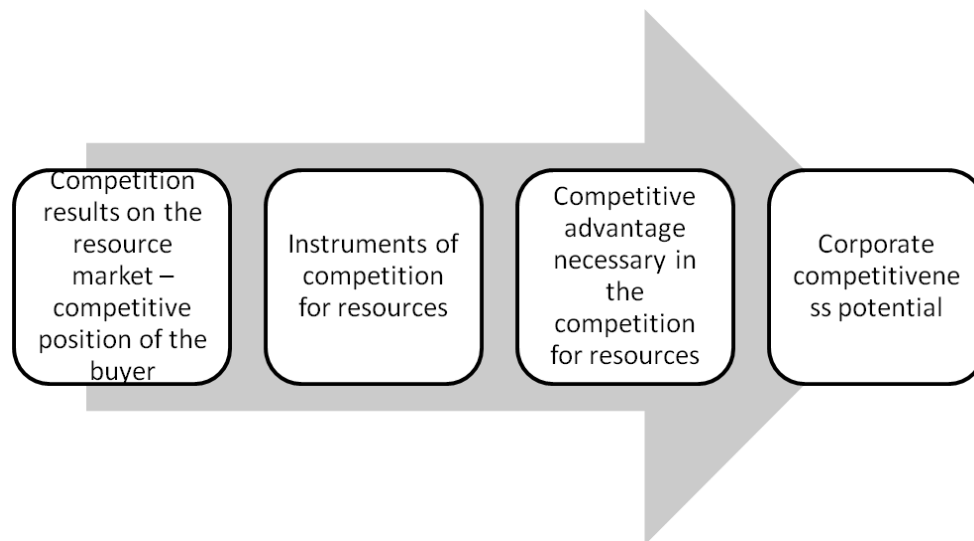 Competition
results on the
resource
market –
competitive
position of the
buyer
Instruments of
competition
for resources
Competitive
advantage
necessary in
the
competition
for resources
Corporate
competitivene
ss potential